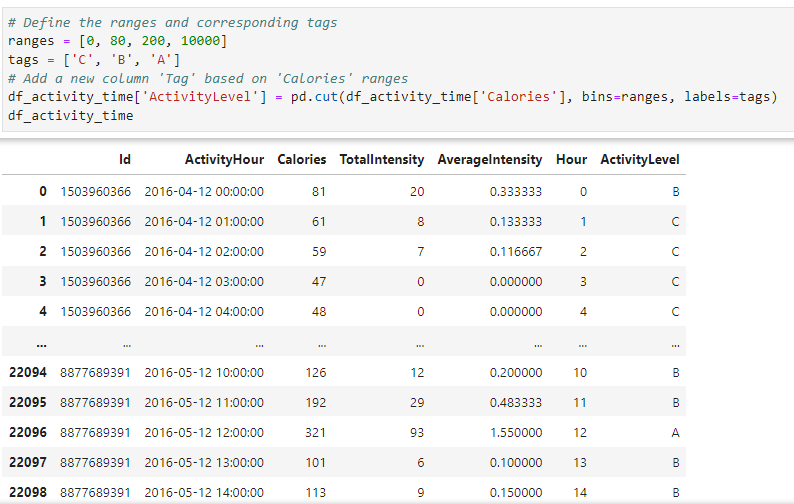 # Define the ranges and corresponding tags
ranges = [0, 80, 200, 10000]
tags = ['C', 'B', 'A']
# Add a new column 'Tag' based on 'Calories' ranges
df_activity_time['ActivityLevel'] = pd.cut(df_activity_time['Calories'], bins=ranges, labels=tags)
df_activity_time
Id ActivityHour Calories TotalIntensity AverageIntensity Hour ActivityLevel
0 1503960366 2016-04-12 00:00:00 81 20 0.333333 0 B
1 1503960366 2016-04-12 01:00:00 61 8 0.133333 1 C
2 1503960366 2016-04-12 02:00:00 59 7 0.116667 2 C
3 1503960366 2016-04-12 03:00:00 47 0 0.000000 3 C
4 1503960366 2016-04-12 04:00:00 48 0 0.000000 4 C
... ... ... ... ... ... ... ...
22094 8877689391 2016-05-12 10:00:00 126 12 0.200000 10 B
22095 8877689391 2016-05-12 11:00:00 192 29 0.483333 11 B
22096 8877689391 2016-05-12 12:00:00 321 93 1.550000 12 A
22097 8877689391 2016-05-12 13:00:00 101 6 0.100000 13 B
22098 8877689391 2016-05-12 14:00:00 113 9 0.150000 14 B